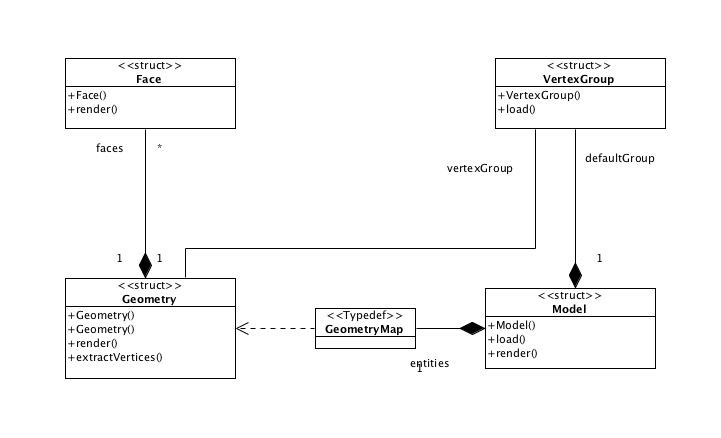 <<struct>>
Face
+Face()
+render()
<<struct>>
VertexGroup
+VertexGroup()
+load()
faces
*
vertexGroup
defaultGroup
1
1
1
<<struct>>
Geometry
+Geometry()
+Geometry()
+render()
+extractVertices()
<<Typedef>>
GeometryMap
<<struct>>
Model
+Model()
+load()
+render()
entities
1